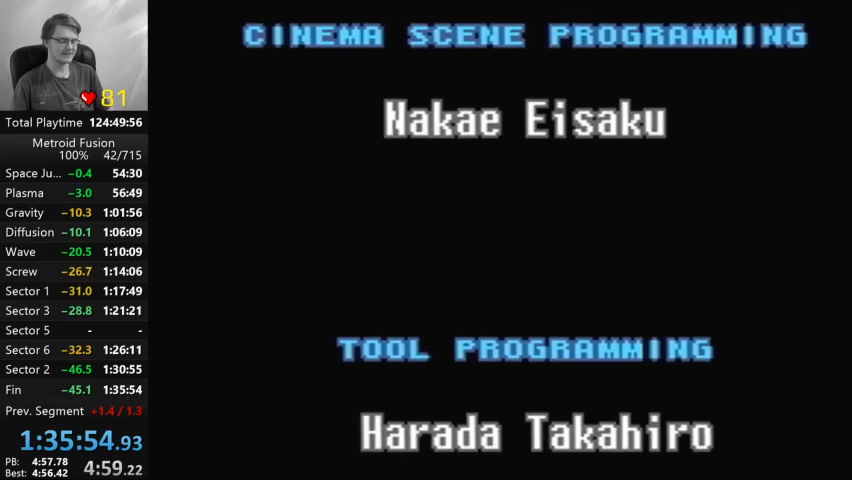 81
Total Playtime 124:49:56
Metroid Fusion
100% 42/715
Space Ju... −0.4 54:30
Plasma −3.0 56:49
Gravity −10.3 1:01:56
Diffusion −10.1 1:06:09
Wave −20.5 1:10:09
Screw −26.7 1:14:06
Sector 1 −31.0 1:17:49
Sector 3 −28.8 1:21:21
Sector 5 - -
Sector 6 −32.3 1:26:11
Sector 2 −46.5 1:30:55
Fin −45.1 1:35:54
Prev. Segment +1.4 / 1.3
1:35:54.93
PB: 4:57.78
Best: 4:56.42
4:59.22
CINEMA SCENE PROGRAMMING
Nakae Eisaku
TOOL PROGRAMMING
Harada Takahiro